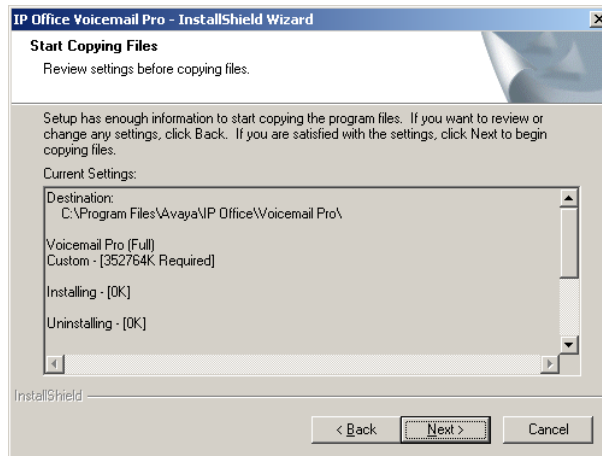 IP Office Voicemail Pro - InstallShield Wizard
Start Copying Files
Review settings before copying files.
Setup has enough information to start copying the program files. If you want to review or
change any settings, click Back. If you are satisfied with the settings, click Next to begin
copying files.
Current Settings:
Destination:
C:\Program Files\Avaya\IP Office\Voicemail Pro\
Voicemail Pro (Full)
Custom - [352764K Required]
Installing - [0K]
Uninstalling - [0K]
InstallShield
< Back Next > Cancel